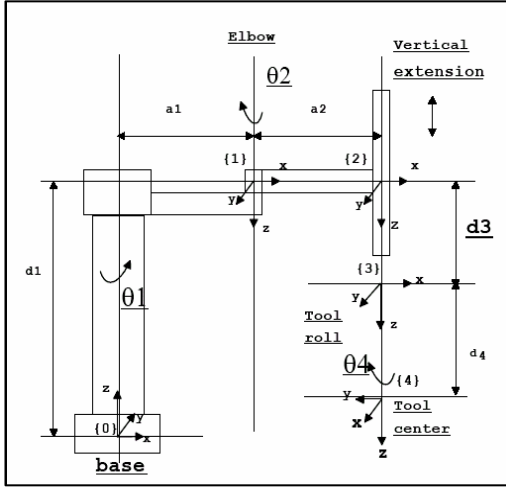 Elbow
Vertical
extension
θ2
a1
a2
{1}
{2}
x
x
y
y
z
z
d1
d3
{3}
θ1
y
x
Tool
roll
z
d4
θ4
{4}
z
y
y
Tool
center
{0}
x
x
base
z